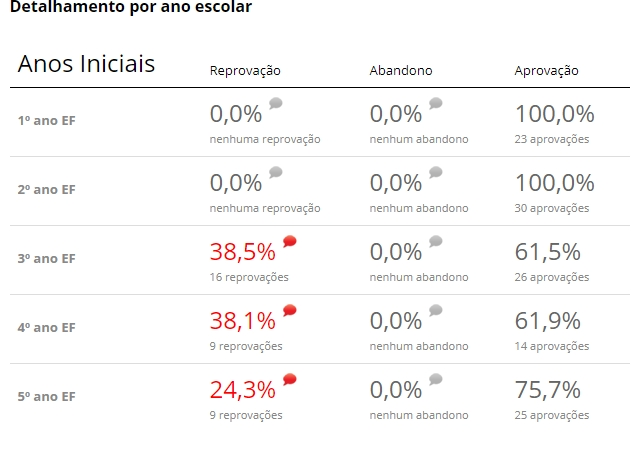 Detalhamento por ano escolar
Anos Iniciais Reprovação Abandono Aprovação
1º ano EF 0,0% 0,0% 100,0%
nenhuma reprovação nenhum abandono 23 aprovações
2º ano EF 0,0% 0,0% 100,0%
nenhuma reprovação nenhum abandono 30 aprovações
3º ano EF 38,5% 0,0% 61,5%
16 reprovações nenhum abandono 26 aprovações
4º ano EF 38,1% 0,0% 61,9%
9 reprovações nenhum abandono 14 aprovações
5º ano EF 24,3% 0,0% 75,7%
9 reprovações nenhum abandono 25 aprovações